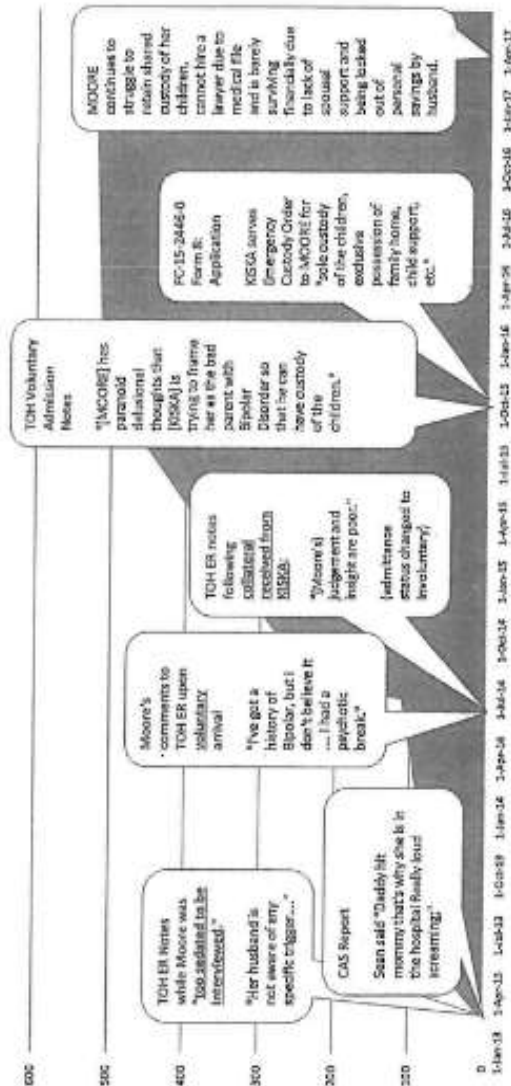 600
500
400
300
200
100
0
TOH ER Notes
while Moore was
"too sedated to be
interviewed."
"Her husband is
not aware of any
specific trigger...."
CAS Report
Sean said "Daddy hit
mommy that's why she is in
the hospital Really loud
screaming;"
Moore's
comments to
TOH ER upon
voluntary
arrival
"I've got a
history of
Bipolar, but I
don't believe it
.... I had a
psychotic
break."
TOH ER notes
following
collateral
received from
KISKA:
"[Moore's]
judgement and
insight are poor."
(admittance
status changed to
involuntary)
TOH Voluntary
Admission
Notes
"[MOORE] has
paranoid
delusional
thoughts that
[KISKA] is
trying to frame
her as the bad
parent with
Bipolar
Disorder so
that he can
have custody
of the
children."
FC-15-2446-0
Form 8:
Application
KISKA serves
Emergency
Custody Order
to MOORE for
"sole custody
of the children,
exclusive
possession of
family home,
child support,
etc."
MOORE
continues to
struggle to
retain shared
custody of her
children,
cannot hire a
lawyer due to
medical file
and is barely
surviving
financially due
to lack of
spousal
support and
being locked
out of
personal
savings by
husband.
1-Jan-13
1-Apr-13
1-Jul-13
1-Oct-13
1-Jan-14
1-Apr-14
1-Jul-14
1-Oct-14
1-Jan-15
1-Apr-15
1-Jul-15
1-Oct-15
1-Jan-16
1-Apr-16
1-Jul-16
1-Oct-16
1-Jan-17
1-Apr-17